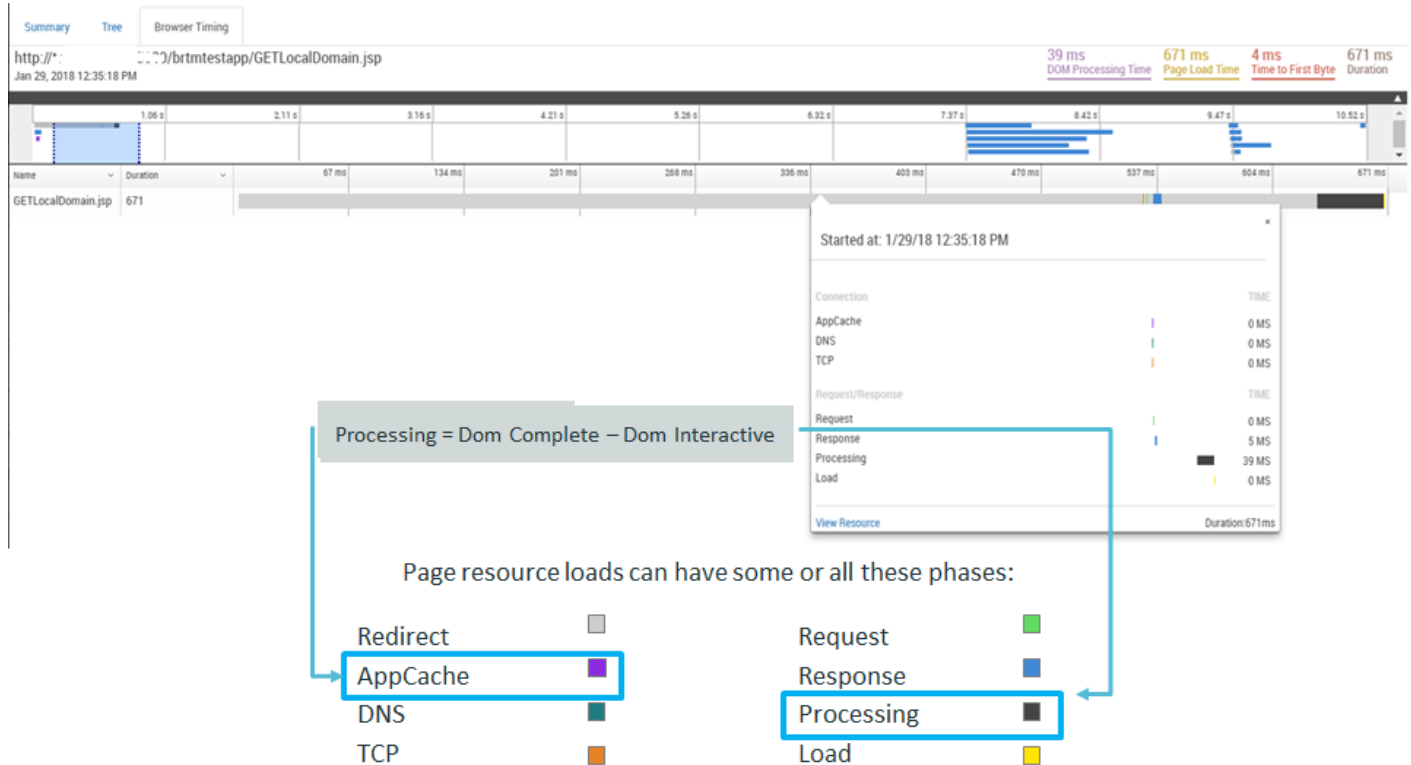 Summary Tree Browser Timing
http://*: /brtmtestapp/GETLocalDomain.jsp
Jan 29, 2018 12:35:18 PM
39 ms 671 ms 4 ms 671 ms
DOM Processing Time Page Load Time Time to First Byte Duration
1.06 s 2.11 s 3.16 s 4.21 s 5.26 s 6.32 s 7.37 s 8.42 s 9.47 s 10.52 s
Name Duration 67 ms 134 ms 201 ms 268 ms 336 ms 403 ms 470 ms 537 ms 604 ms 671 ms
GETLocalDomain.jsp 671
×
Started at: 1/29/18 12:35:18 PM
Connection TIME
AppCache 0 MS
DNS 0 MS
TCP 0 MS
Request/Response TIME
Request 0 MS
Response 5 MS
Processing 39 MS
Load 0 MS
View Resource Duration:671ms
Processing = Dom Complete – Dom Interactive
Page resource loads can have some or all these phases:
Redirect
AppCache
DNS
TCP
Request
Response
Processing
Load